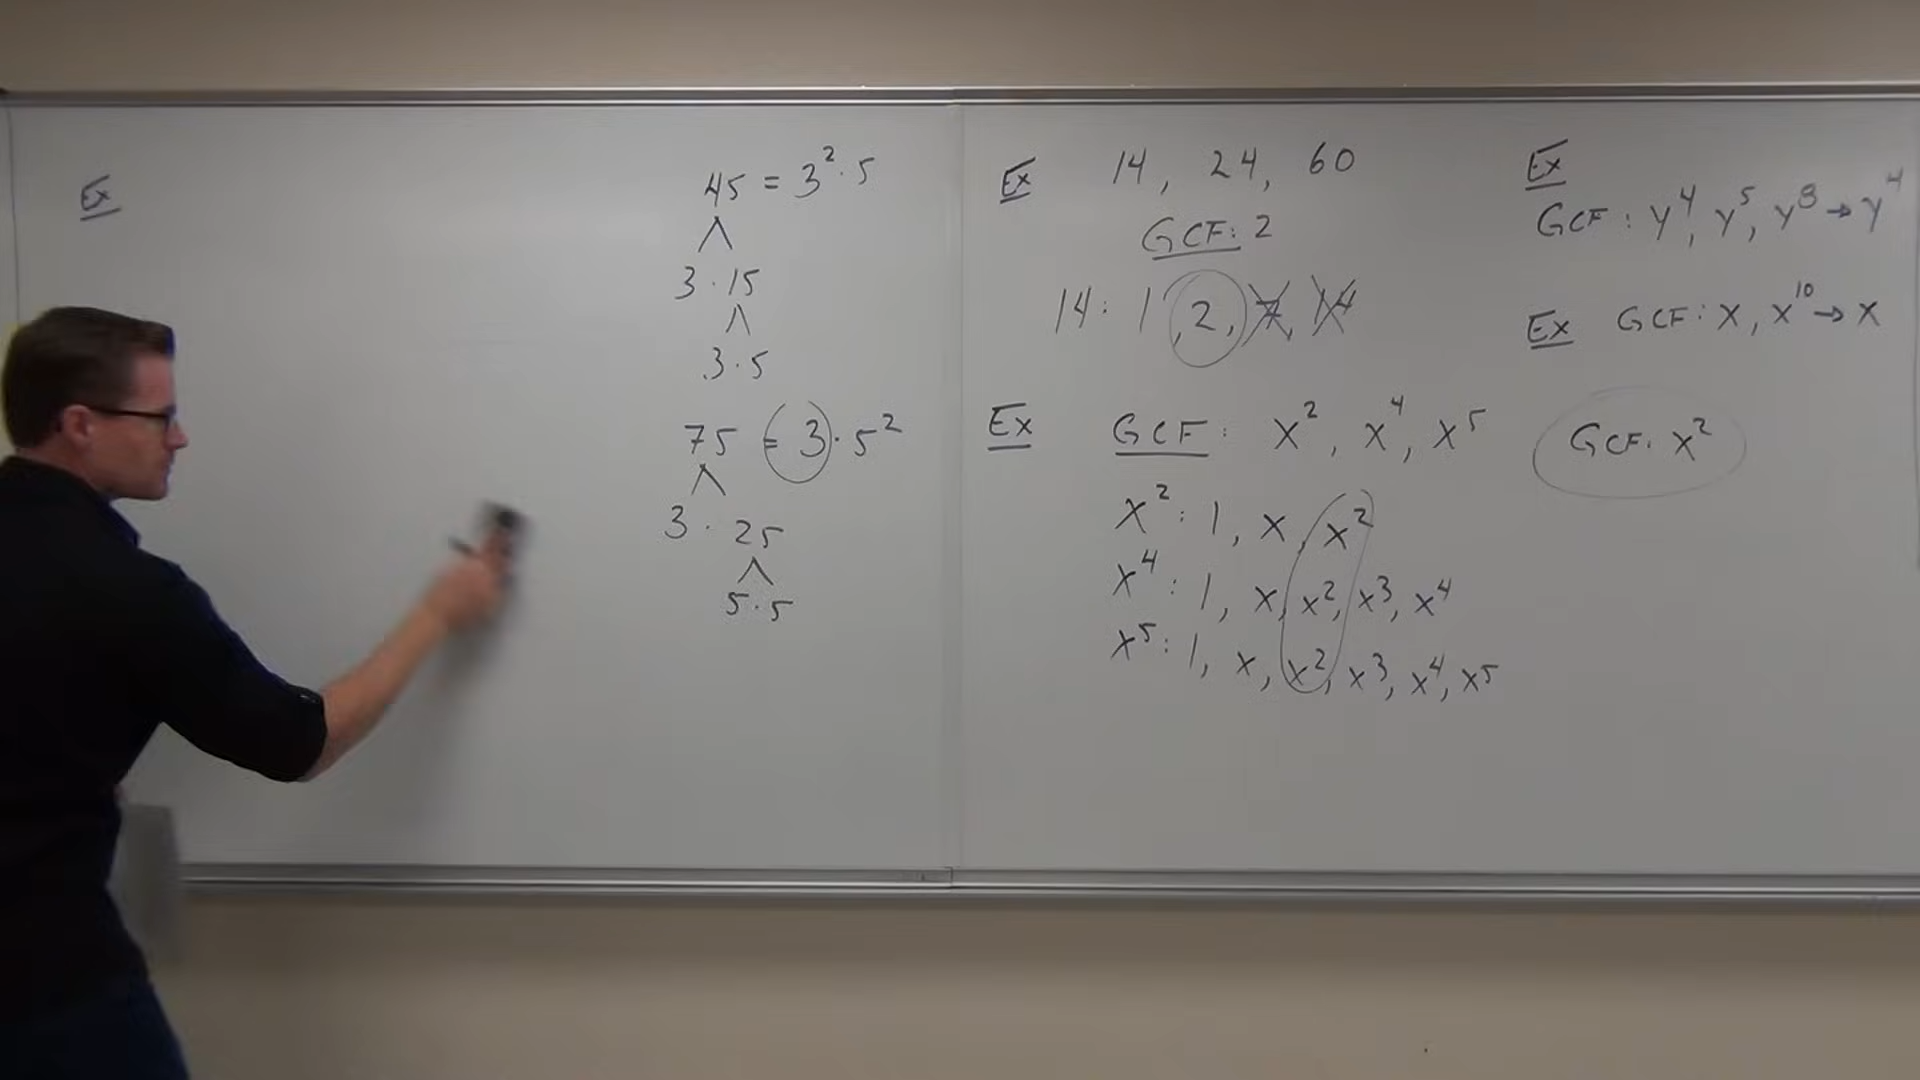 Ex
45 = 3² · 5
3 · 15
3 · 5
75 = 3 · 5²
3 · 25
5 · 5
Ex 14, 24, 60
GCF: 2
14: 1, 2, 7, 14
Ex GCF: x², x⁴, x⁵
x²: 1, x, x²
x⁴: 1, x, x², x³, x⁴
x⁵: 1, x, x², x³, x⁴, x⁵
Ex
GCF: y⁴, y⁵, y⁸ → y⁴
Ex GCF: x, x¹⁰ → x
GCF: x²